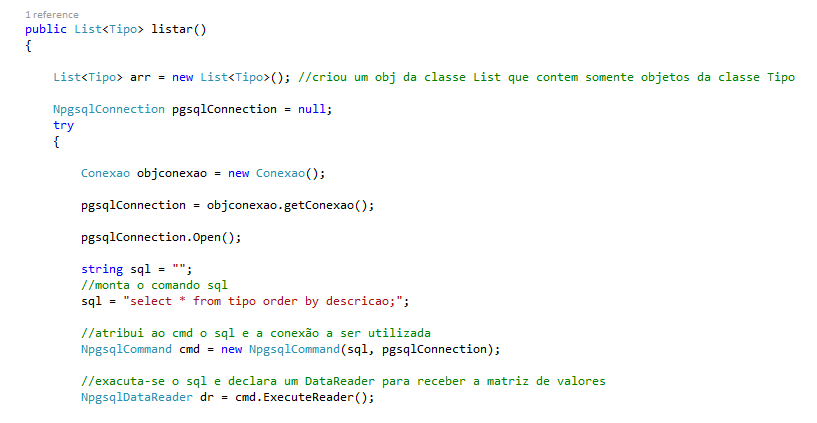 1 reference
public List<Tipo> listar()
{
List<Tipo> arr = new List<Tipo>(); //criou um obj da classe List que contem somente objetos da classe Tipo
NpgsqlConnection pgsqlConnection = null;
try
{
Conexao objconexao = new Conexao();
pgsqlConnection = objconexao.getConexao();
pgsqlConnection.Open();
string sql = "";
//monta o comando sql
sql = "select * from tipo order by descricao;";
//atribui ao cmd o sql e a conexão a ser utilizada
NpgsqlCommand cmd = new NpgsqlCommand(sql, pgsqlConnection);
//exacuta-se o sql e declara um DataReader para receber a matriz de valores
NpgsqlDataReader dr = cmd.ExecuteReader();